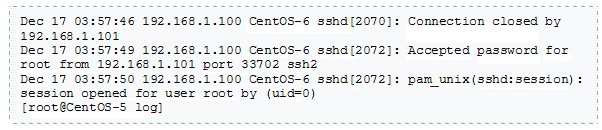 Dec 17 03:57:46 192.168.1.100 CentOS-6 sshd[2070]: Connection closed by
192.168.1.101
Dec 17 03:57:49 192.168.1.100 CentOS-6 sshd[2072]: Accepted password for
root from 192.168.1.101 port 33702 ssh2
Dec 17 03:57:50 192.168.1.100 CentOS-6 sshd[2072]: pam_unix(sshd:session):
session opened for user root by (uid=0)
[root@CentOS-5 log]